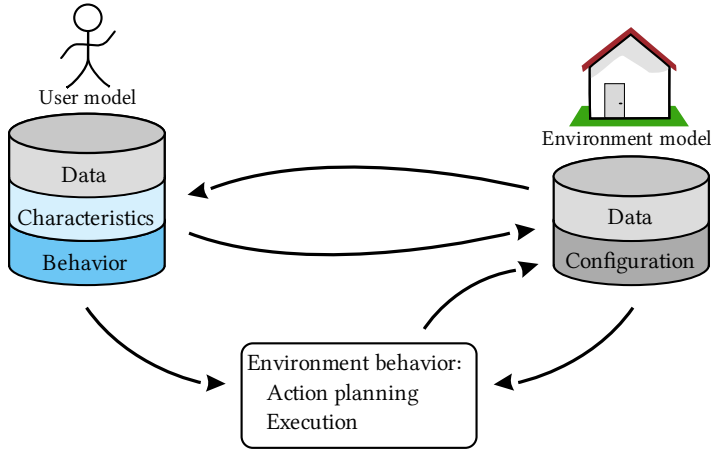 User model
Data
Characteristics
Behavior
Environment model
Data
Configuration
Environment behavior:
Action planning
Execution